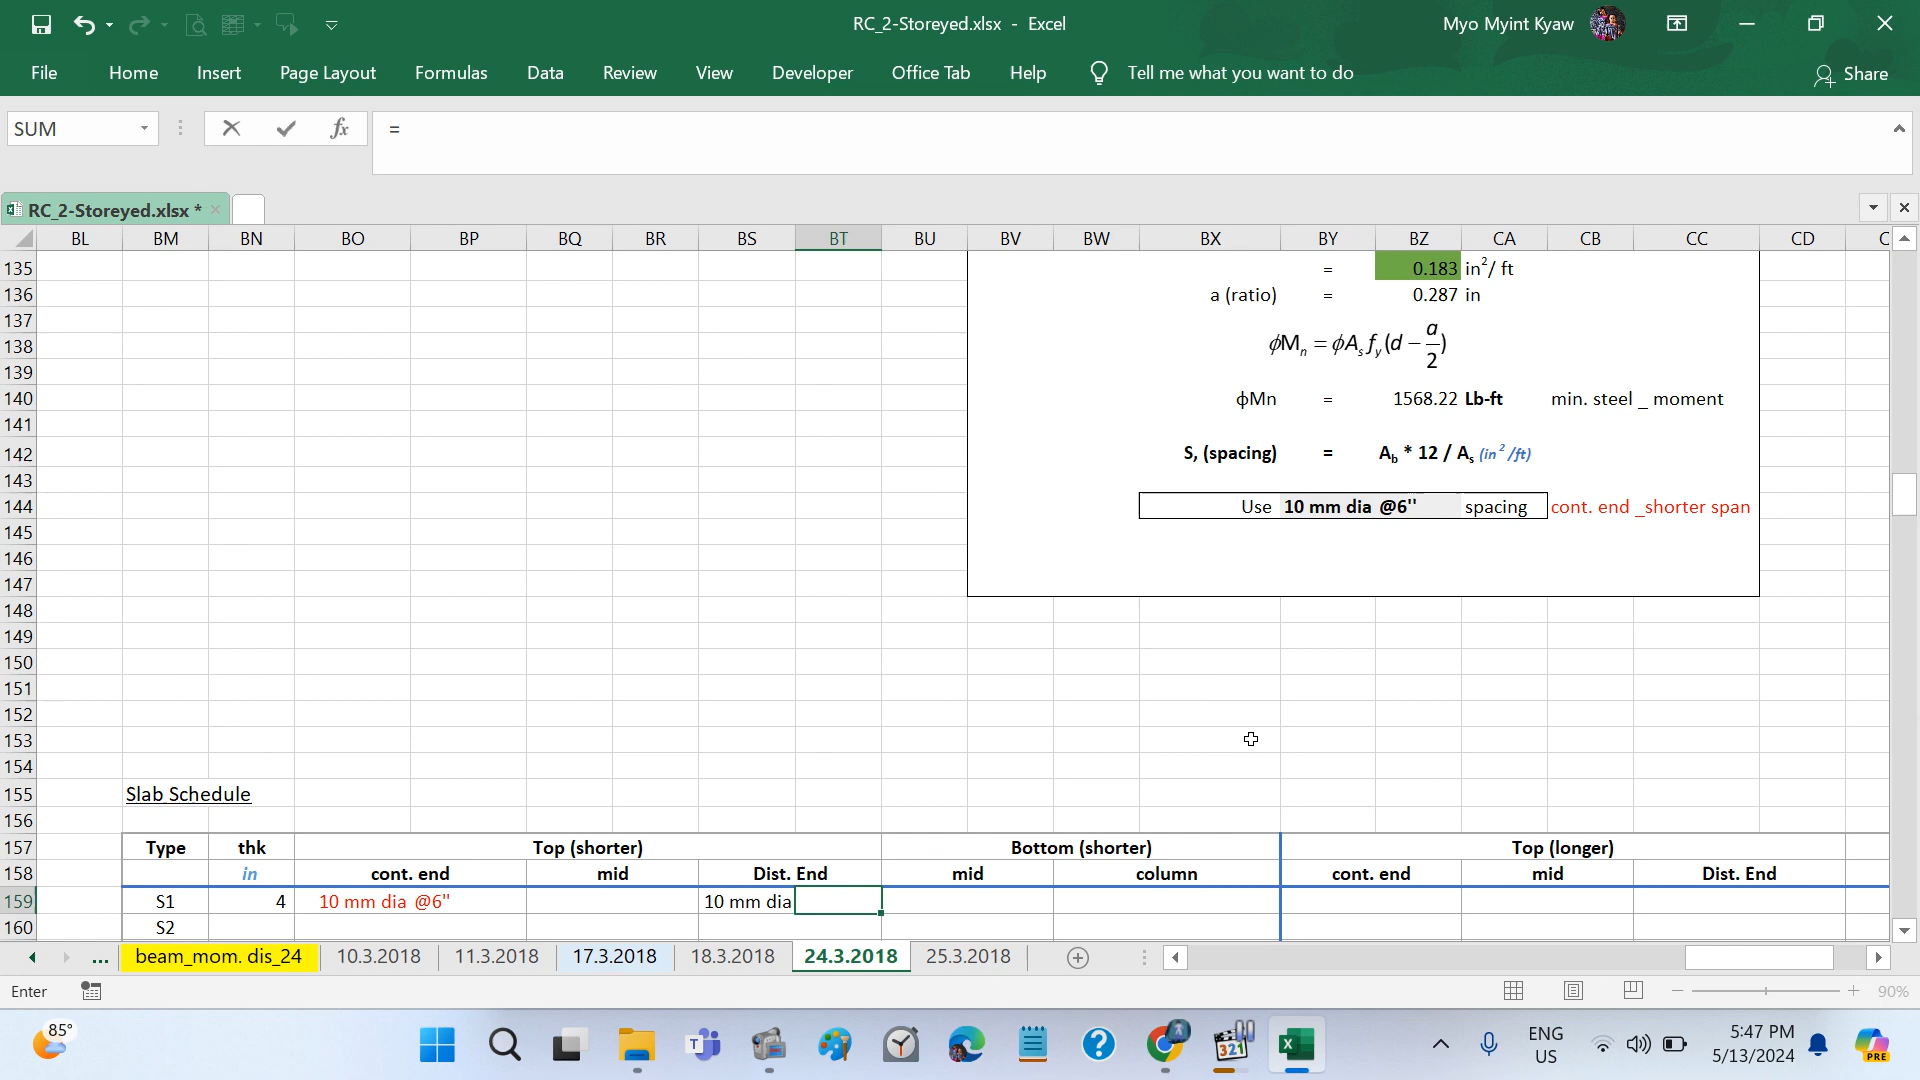 RC_2-Storeyed.xlsx - Excel
Myo Myint Kyaw
File Home Insert Page Layout Formulas Data Review View Developer Office Tab Help Tell me what you want to do Share
SUM fx =
RC_2-Storeyed.xlsx *
BL BM BN BO BP BQ BR BS BT BU BV BW BX BY BZ CA CB CC CD C
135 = 0.183 in²/ ft
136 a (ratio) = 0.287 in
137
138 ϕMₙ = ϕAₛ f_y (d − a/2)
139
140 ϕMn = 1568.22 Lb-ft min. steel _ moment
141
142 S, (spacing) = A_b * 12 / Aₛ (in²/ft)
143
144 Use 10 mm dia @6'' spacing cont. end _shorter span
145
146
147
148
149
150
151
152
153
154
155 Slab Schedule
156
157 Type thk Top (shorter) Bottom (shorter) Top (longer)
158 in cont. end mid Dist. End mid column cont. end mid Dist. End
159 S1 4 10 mm dia @6" 10 mm dia
160 S2
... beam_mom. dis_24 10.3.2018 11.3.2018 17.3.2018 18.3.2018 24.3.2018 25.3.2018
Enter 90%
85° ENG 5:47 PM
US 5/13/2024
321
PRE